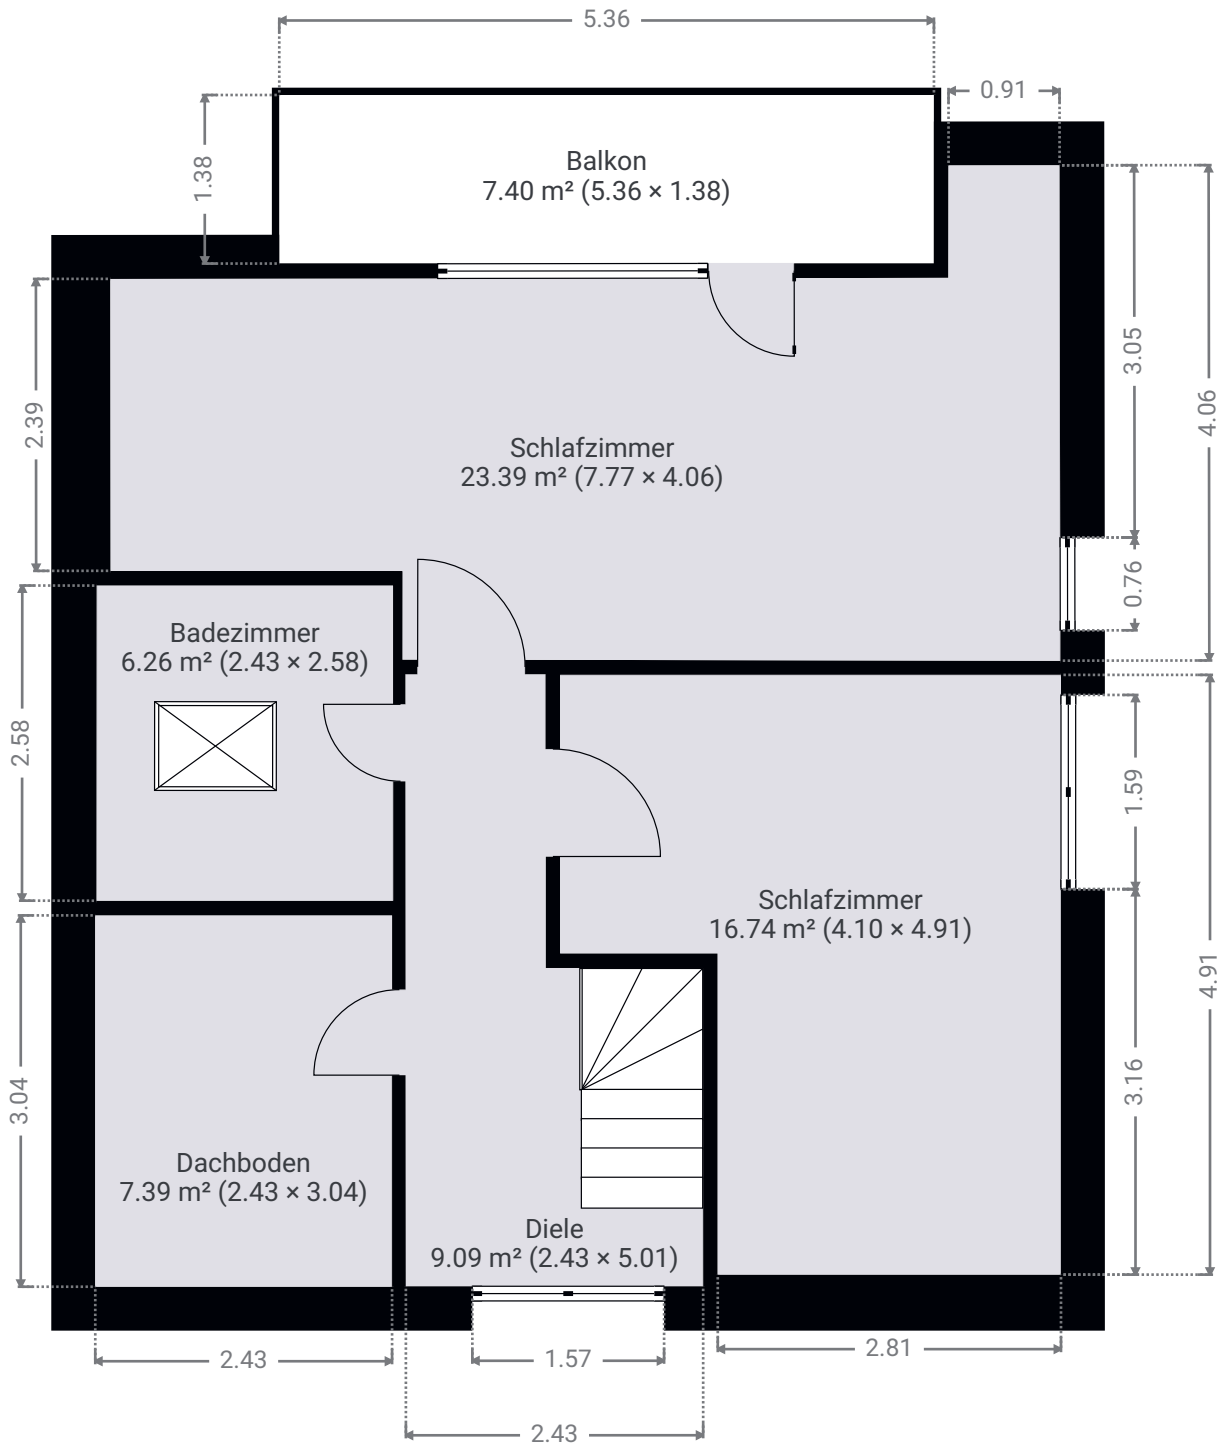 5.36
0.91
1.38
Balkon
7.40 m² (5.36 × 1.38)
3.05
4.06
2.39
Schlafzimmer
23.39 m² (7.77 × 4.06)
0.76
Badezimmer
6.26 m² (2.43 × 2.58)
2.58
1.59
Schlafzimmer
16.74 m² (4.10 × 4.91)
4.91
3.04
3.16
Dachboden
7.39 m² (2.43 × 3.04)
Diele
9.09 m² (2.43 × 5.01)
2.43
1.57
2.81
2.43